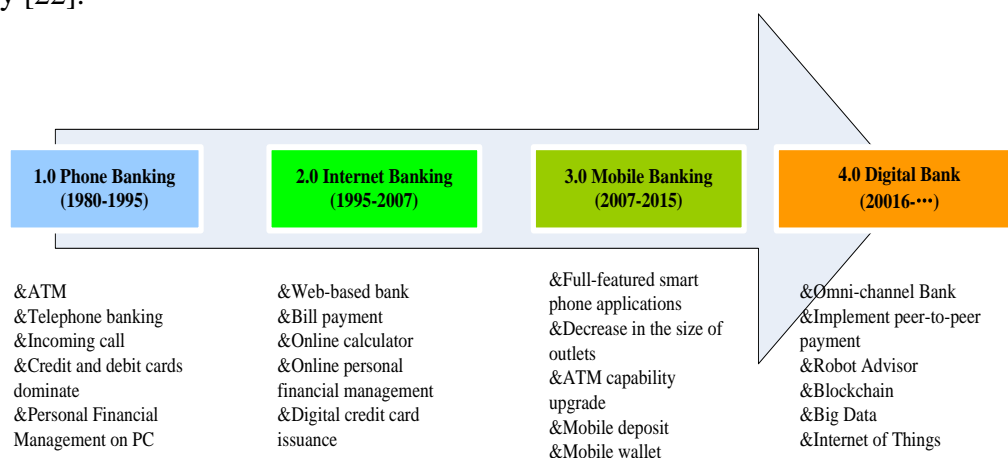 y [22].
1.0 Phone Banking
(1980-1995)
2.0 Internet Banking
(1995-2007)
3.0 Mobile Banking
(2007-2015)
4.0 Digital Bank
(20016-···)
&ATM
&Telephone banking
&Incoming call
&Credit and debit cards
dominate
&Personal Financial
Management on PC
&Web-based bank
&Bill payment
&Online calculator
&Online personal
financial management
&Digital credit card
issuance
&Full-featured smart
phone applications
&Decrease in the size of
outlets
&ATM capability
upgrade
&Mobile deposit
&Mobile wallet
&Omni-channel Bank
&Implement peer-to-peer
payment
&Robot Advisor
&Blockchain
&Big Data
&Internet of Things